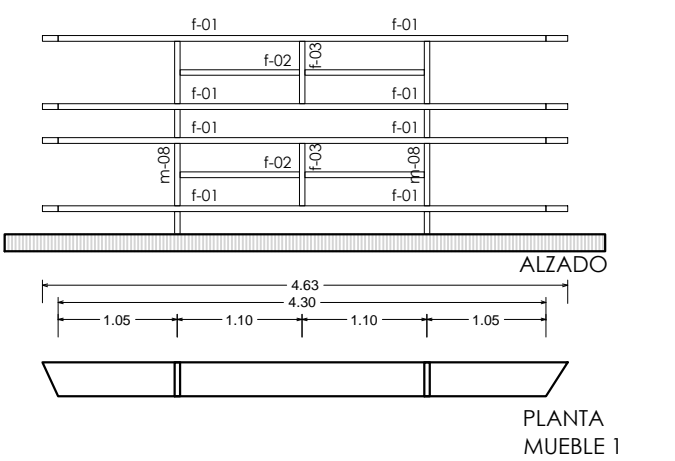 f-01 f-01
f-02 f-03
f-01 f-01
f-01 f-01
m-08 f-02 f-03 m-08
f-01 f-01
ALZADO
4.63
4.30
1.05 1.10 1.10 1.05
PLANTA
MUEBLE 1